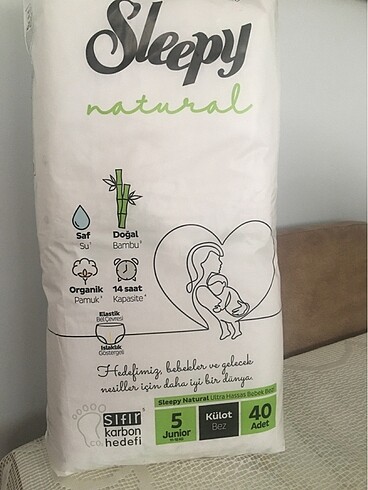 Sleepy
natural
Saf
Su
Doğal
Bambu
Organik
Pamuk
14 saat
Kapasite
Elastik
Bel Çevresi
Islaklık
Göstergeli
Hedefimiz, bebekler ve gelecek
nesiller için daha iyi bir dünya.
Sleepy Natural Ultra Hassas Bebek Bezi
CO₂
sıfır
karbon
hedefi
5
Junior
Külot
Bez
40
Adet